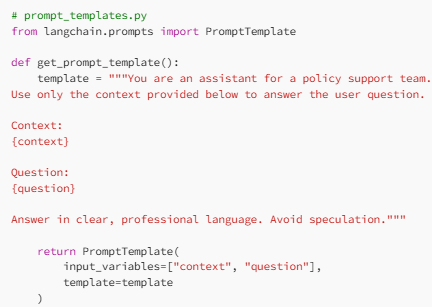 # prompt_templates.py
from langchain.prompts import PromptTemplate

def get_prompt_template():
    template = """You are an assistant for a policy support team.
Use only the context provided below to answer the user question.

Context:
{context}

Question:
{question}

Answer in clear, professional language. Avoid speculation."""

    return PromptTemplate(
        input_variables=["context", "question"],
        template=template
    )